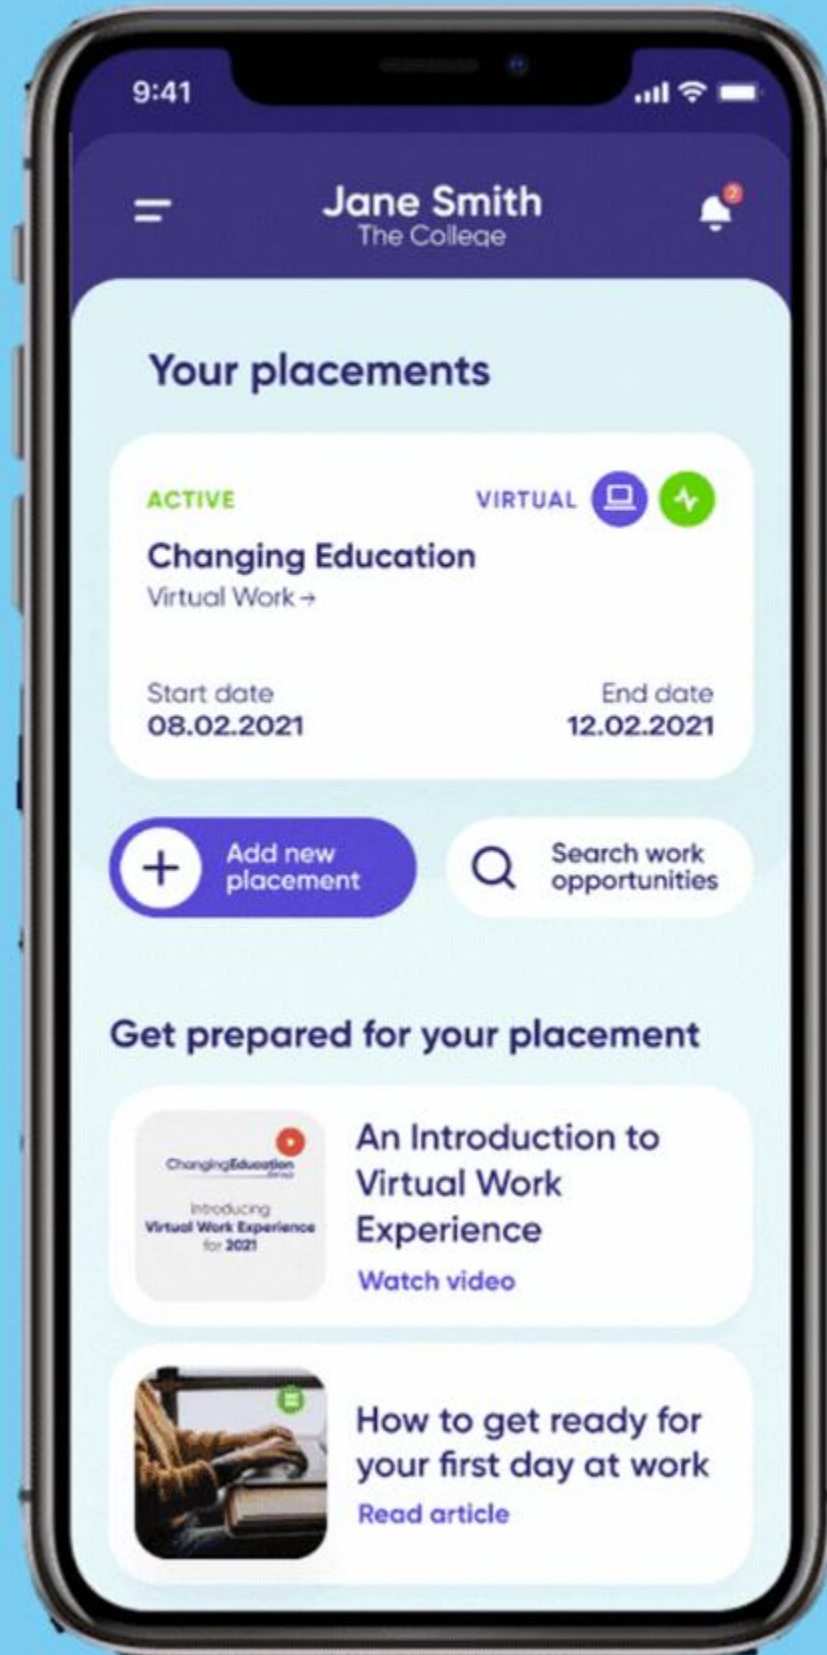 9:41
Jane Smith
2
The College
Your placements
ACTIVE
VIRTUAL
Changing Education
Virtual Work→
Start date
End date
08.02.2021
12.02.2021
Add new
placement
Search work
opportunities
Get prepared for your placement
ChangingEducation
Introducing
Virtual Work Experience
for 2021
An Introduction to
Virtual Work
Experience
Watch video
How to get ready for
your first day at work
Read article